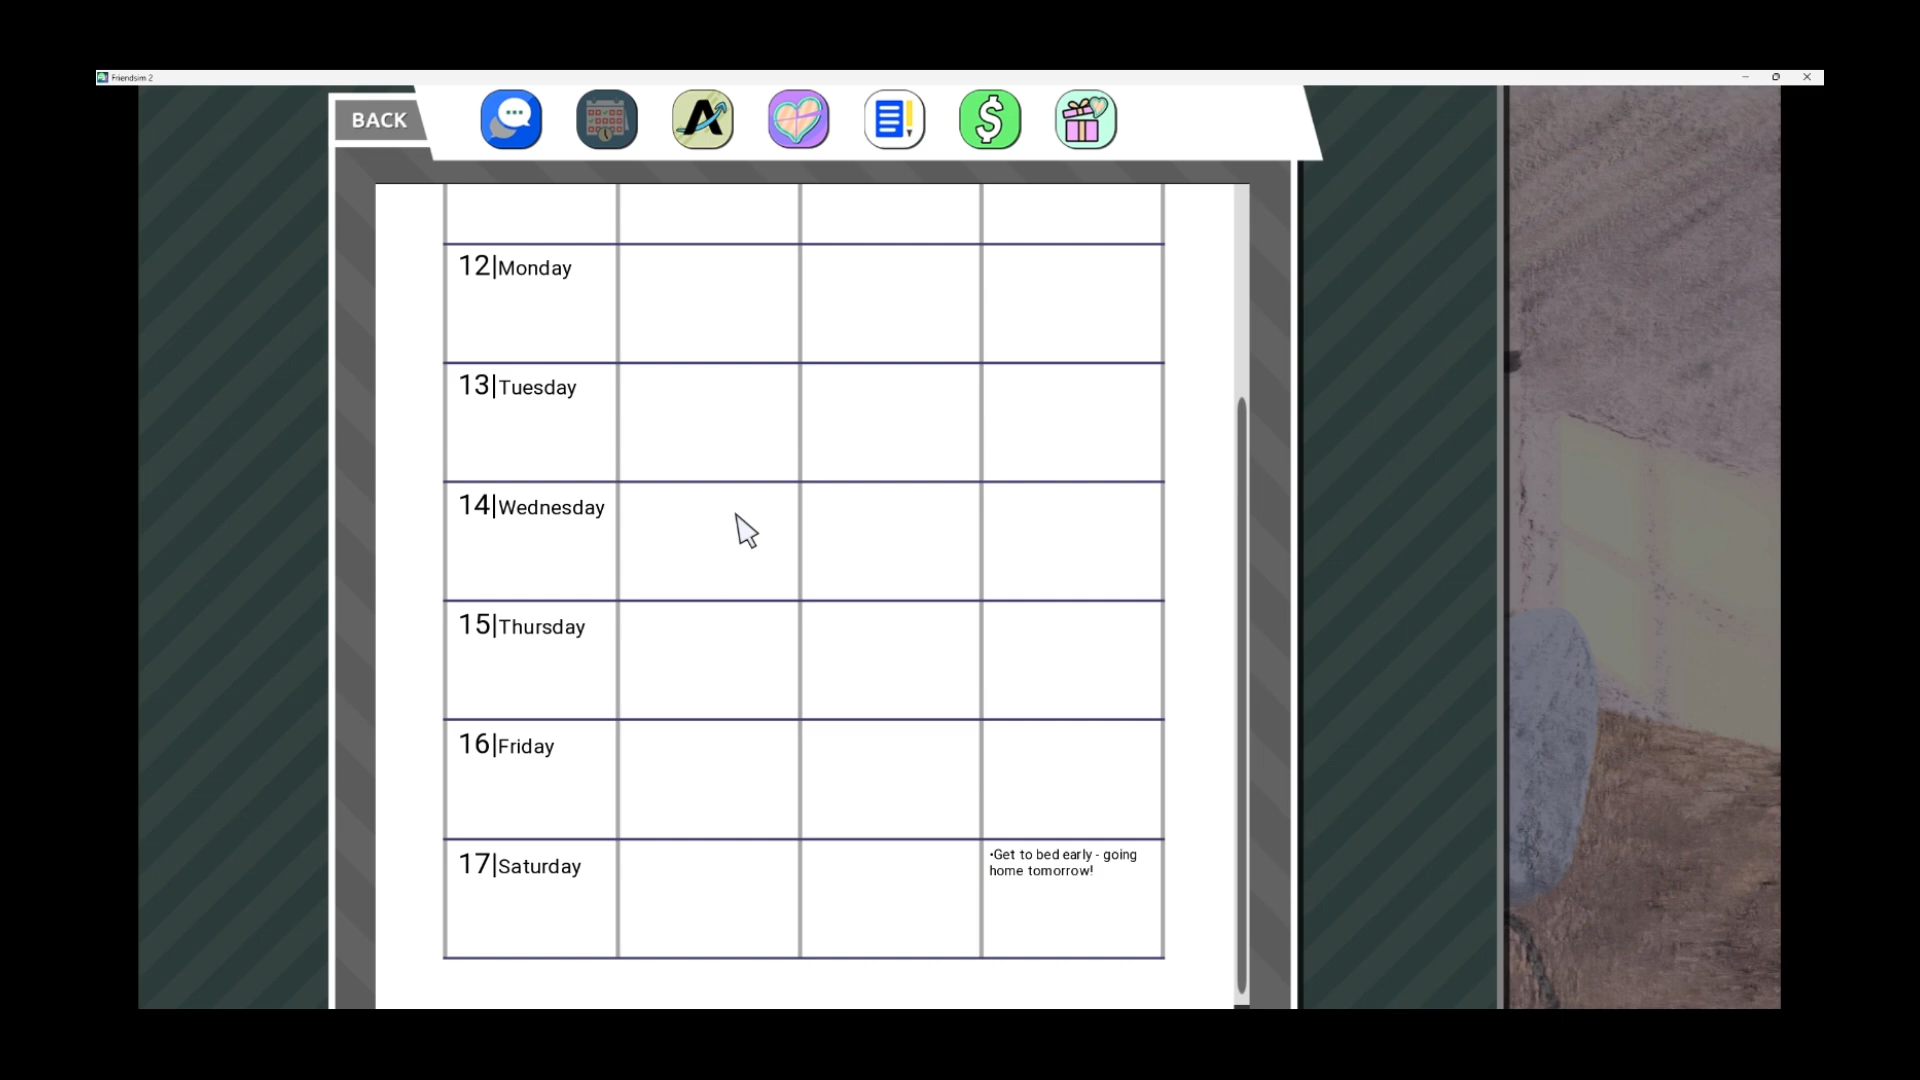 Friendsim 2
BACK
A
$
12|Monday
13|Tuesday
14|Wednesday
15|Thursday
16|Friday
17|Saturday
•Get to bed early - going
home tomorrow!